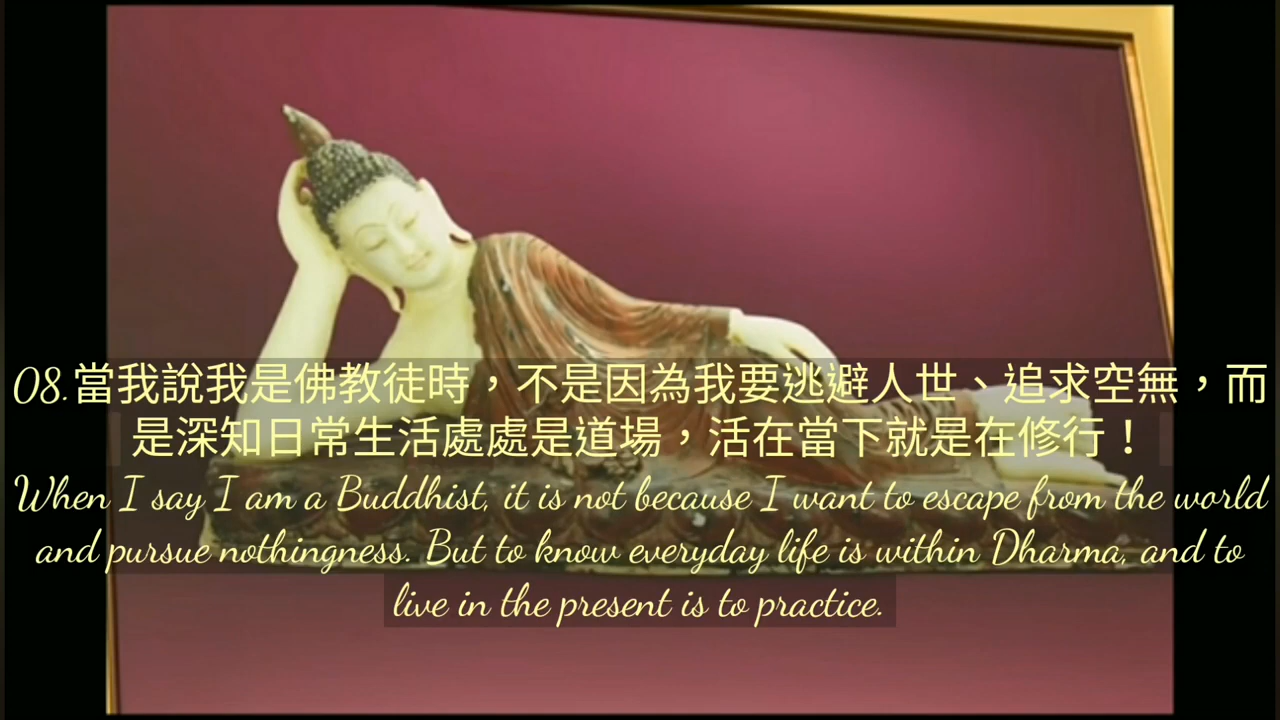 08.當我說我是佛教徒時，不是因為我要逃避人世、追求空無，而
是深知日常生活處處是道場，活在當下就是在修行！
When I say I am a Buddhist, it is not because I want to escape from the world
and pursue nothingness. But to know everyday life is within Dharma, and to
live in the present is to practice.